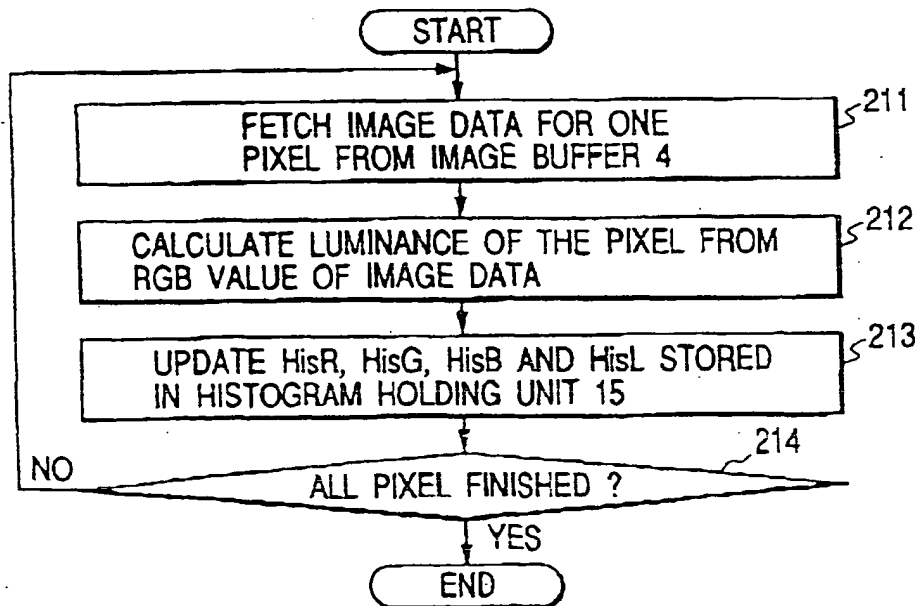 START
211
FETCH IMAGE DATA FOR ONE
PIXEL FROM IMAGE BUFFER 4
212
CALCULATE LUMINANCE OF THE PIXEL FROM
RGB VALUE OF IMAGE DATA
213
UPDATE HisR, HisG, HisB AND HisL STORED
IN HISTOGRAM HOLDING UNIT 15
214
NO
ALL PIXEL FINISHED ?
YES
END